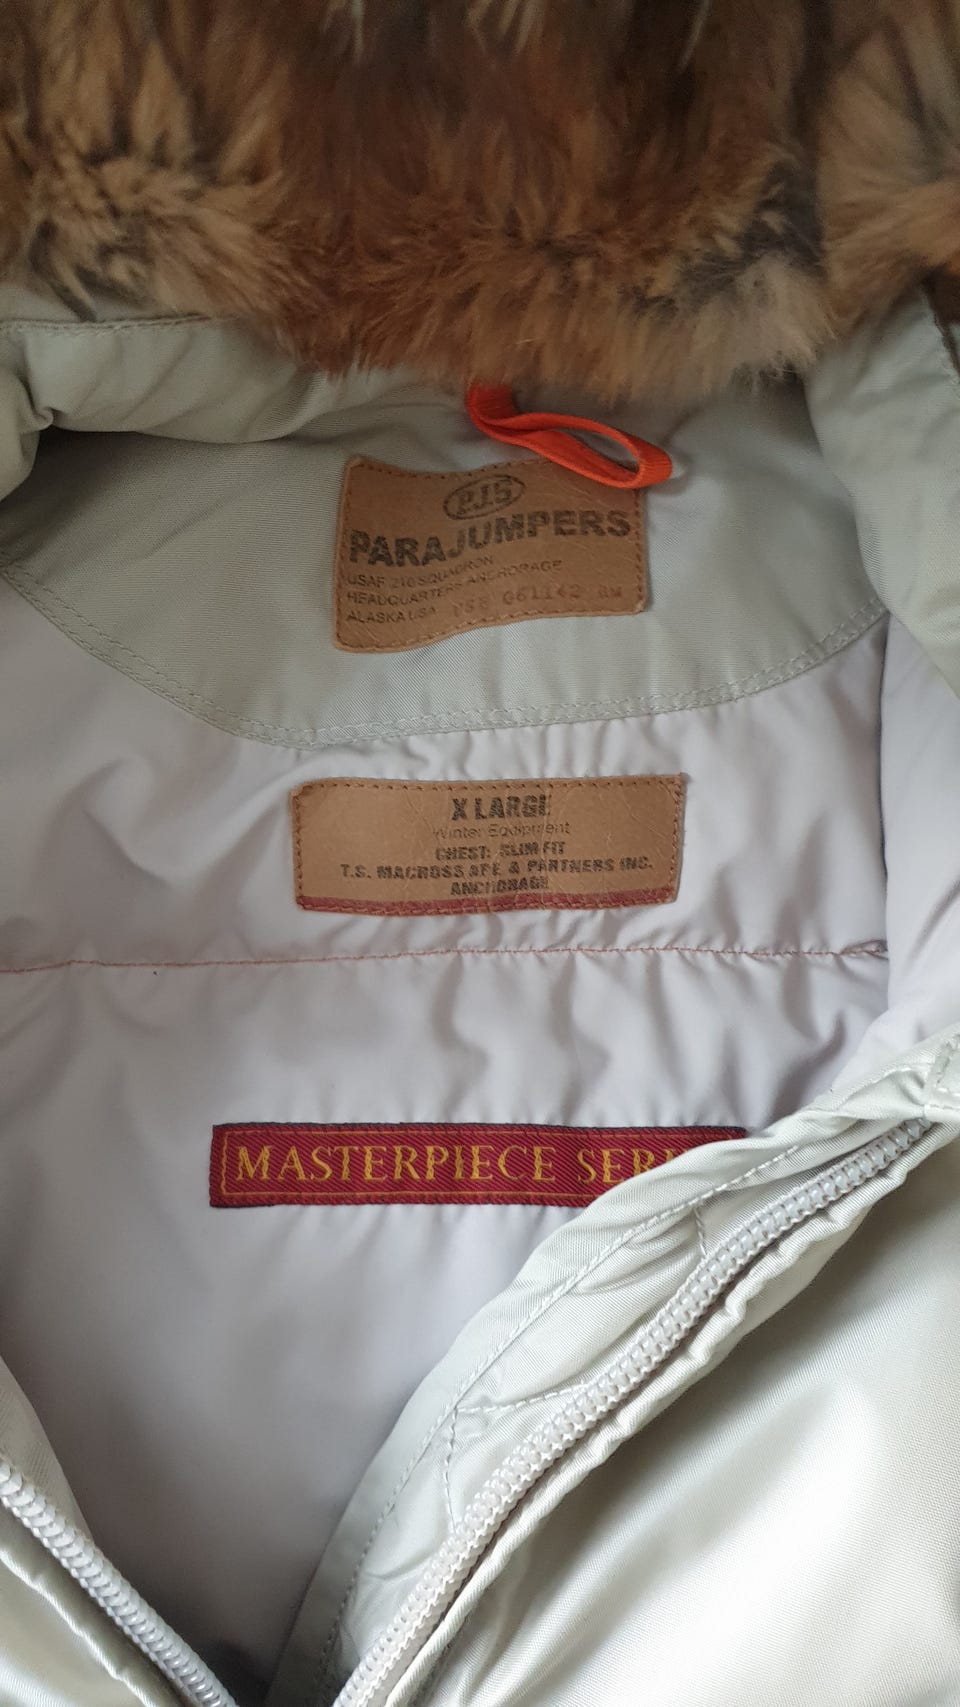 PJS
PARAJUMPERS
USAF 210 SQUADRON
HEADQUARTERS ANCHORAGE
ALASKA USA
X LARGE
Winter Equipment
CHEST: SLIM FIT
T.S. MACROSS AFE & PARTNERS INC.
ANCHORAGE
MASTERPIECE SERI